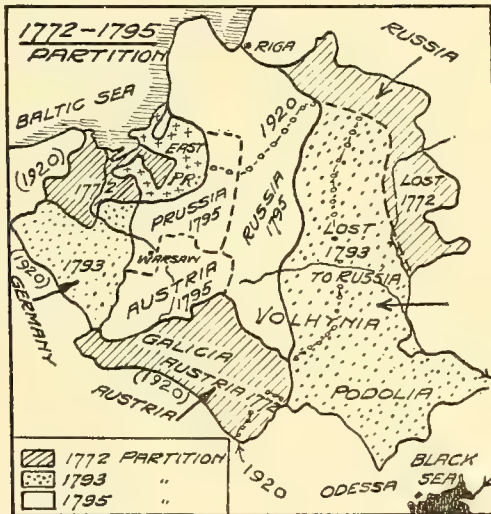 1772-1795
PARTITION
RIGA
RUSSIA
BALTIC SEA
1920
(1920)
EAST
PR.
1772
LOST
1772
PRUSSIA
1795
RUSSIA
1795
LOST
1793
TO RUSSIA
WARSAW
(1920)
1793
AUSTRIA
1795
GERMANY
VOLHYNIA
GALICIA
AUSTRIA 1772
(1920)
AUSTRIA
PODOLIA
1920
ODESSA
BLACK
SEA
1772 PARTITION
1793 "
1795 "